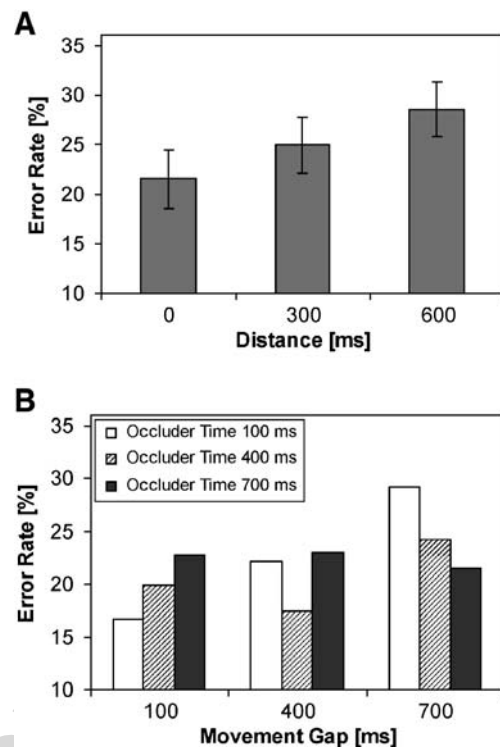 A
Error Rate [%]
35
30
25
20
15
10
0 300 600
Distance [ms]
B
Error Rate [%]
35
30
25
20
15
10
Occluder Time 100 ms
Occluder Time 400 ms
Occluder Time 700 ms
100 400 700
Movement Gap [ms]